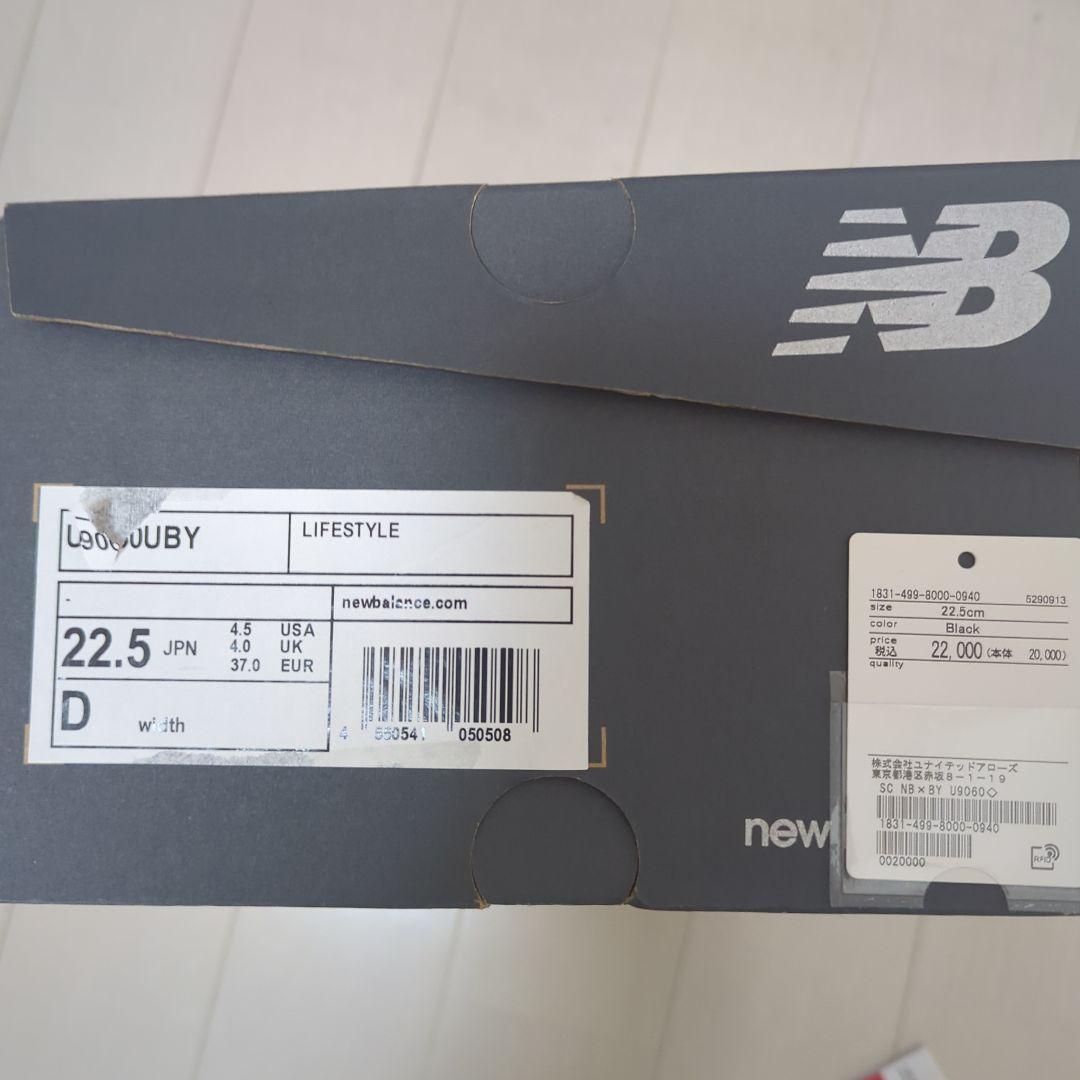 NB
U9060UBY
LIFESTYLE
-
newbalance.com
22.5 JPN
4.5 USA
4.0 UK
37.0 EUR
D width
4 550541 050508
new
1831-499-8000-0940 5290913
size 22.5cm
color Black
price
税込 22,000 (本体 20,000)
quality
株式会社ユナイテッドアローズ
東京都港区赤坂8-1-19
SC NB×BY U9060◇
1831-499-8000-0940
0020000
RFID